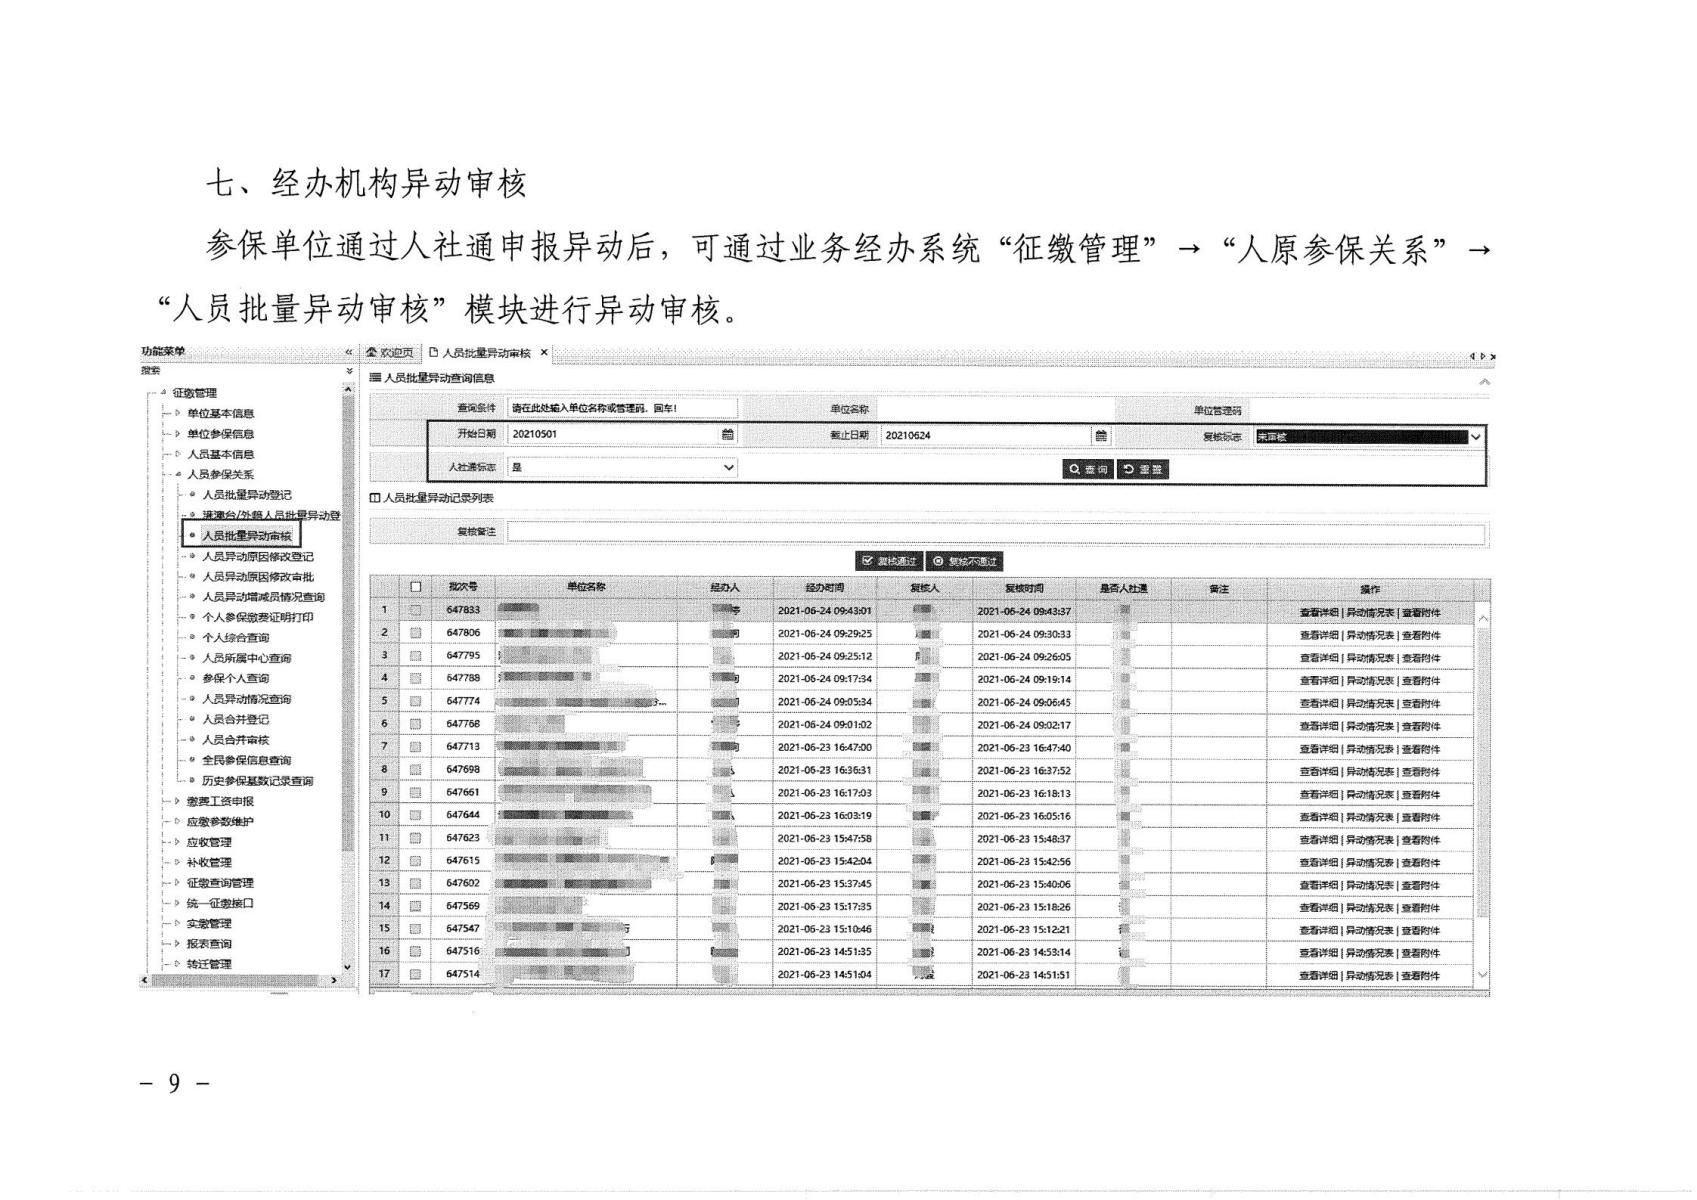 七、经办机构异动审核
参保单位通过人社通申报异动后，可通过业务经办系统“征缴管理”→“人原参保关系”→
“人员批量异动审核”模块进行异动审核。
功能菜单 «
搜索
征缴管理
单位基本信息
单位参保信息
人员基本信息
人员参保关系
人员批量异动登记
港澳台/外籍人员批量异动登
人员批量异动审核
人员异动原因修改登记
人员异动原因修改审批
人员异动增减员情况查询
个人参保缴费证明打印
个人综合查询
人员所属中心查询
参保个人查询
人员异动情况查询
人员合并登记
人员合并审核
全民参保信息查询
历史参保基数记录查询
缴费工资申报
应缴参数维护
应收管理
补收管理
征缴查询管理
统一征缴接口
实缴管理
报表查询
转迁管理
欢迎页 人员批量异动审核 ×
人员批量异动查询信息
查询条件 请在此处输入单位名称或管理码，回车! 单位名称 单位管理码
开始日期 20210501 截止日期 20210624 复核标志 未审核
人社通标志 是 查询 重置
人员批量异动记录列表
复核备注
复核通过 复核不通过
批次号 单位名称 经办人 经办时间 复核人 复核时间 是否人社通 备注 操作
1 647833 2021-06-24 09:43:01 2021-06-24 09:43:37 查看详细 | 异动情况表 | 查看附件
2 647806 2021-06-24 09:29:25 2021-06-24 09:30:33 查看详细 | 异动情况表 | 查看附件
3 647795 2021-06-24 09:25:12 2021-06-24 09:26:05 查看详细 | 异动情况表 | 查看附件
4 647788 2021-06-24 09:17:34 2021-06-24 09:19:14 查看详细 | 异动情况表 | 查看附件
5 647774 2021-06-24 09:05:34 2021-06-24 09:06:45 查看详细 | 异动情况表 | 查看附件
6 647768 2021-06-24 09:01:02 2021-06-24 09:02:17 查看详细 | 异动情况表 | 查看附件
7 647713 2021-06-23 16:47:00 2021-06-23 16:47:40 查看详细 | 异动情况表 | 查看附件
8 647698 2021-06-23 16:36:31 2021-06-23 16:37:52 查看详细 | 异动情况表 | 查看附件
9 647661 2021-06-23 16:17:03 2021-06-23 16:18:13 查看详细 | 异动情况表 | 查看附件
10 647644 2021-06-23 16:03:19 2021-06-23 16:05:16 查看详细 | 异动情况表 | 查看附件
11 647623 2021-06-23 15:47:58 2021-06-23 15:48:37 查看详细 | 异动情况表 | 查看附件
12 647615 2021-06-23 15:42:04 2021-06-23 15:42:56 查看详细 | 异动情况表 | 查看附件
13 647602 2021-06-23 15:37:45 2021-06-23 15:40:06 查看详细 | 异动情况表 | 查看附件
14 647569 2021-06-23 15:17:35 2021-06-23 15:18:26 查看详细 | 异动情况表 | 查看附件
15 647547 2021-06-23 15:10:46 2021-06-23 15:12:21 查看详细 | 异动情况表 | 查看附件
16 647516 2021-06-23 14:51:35 2021-06-23 14:53:14 查看详细 | 异动情况表 | 查看附件
17 647514 2021-06-23 14:51:04 2021-06-23 14:51:51 查看详细 | 异动情况表 | 查看附件
- 9 -